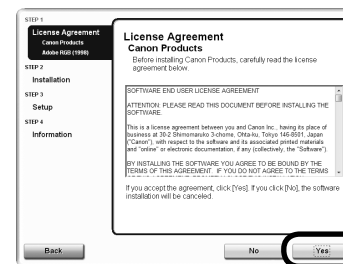 STEP 1
License Agreement
Canon Products
Adobe RGB (1998)
STEP 2
Installation
STEP 3
Setup
STEP 4
Information
License Agreement
Canon Products
Before installing Canon Products, carefully read the license
agreement below.
SOFTWARE END USER LICENSE AGREEMENT
ATTENTION: PLEASE READ THIS DOCUMENT BEFORE INSTALLING THE
SOFTWARE.
This is a license agreement between you and Canon Inc., having its place of
business at 30-2 Shimomaruko 3-chome, Ohta-ku, Tokyo 146-8501, Japan
("Canon"), with respect to the software and its associated printed materials
and "online" or electronic documentation, if any (collectively, the "Software").
BY INSTALLING THE SOFTWARE YOU AGREE TO BE BOUND BY THE
TERMS OF THIS AGREEMENT. IF YOU DO NOT AGREE TO THE TERMS
If you accept the agreement, click [Yes]. If you click [No], the software
installation will be canceled.
Back
No
Yes